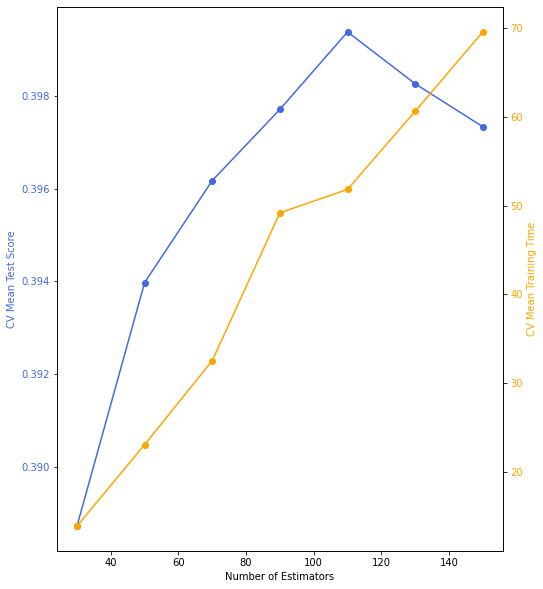 0.398
0.396
0.394
0.392
0.390
CV Mean Test Score
70
60
50
40
30
20
CV Mean Training Time
40 60 80 100 120 140
Number of Estimators